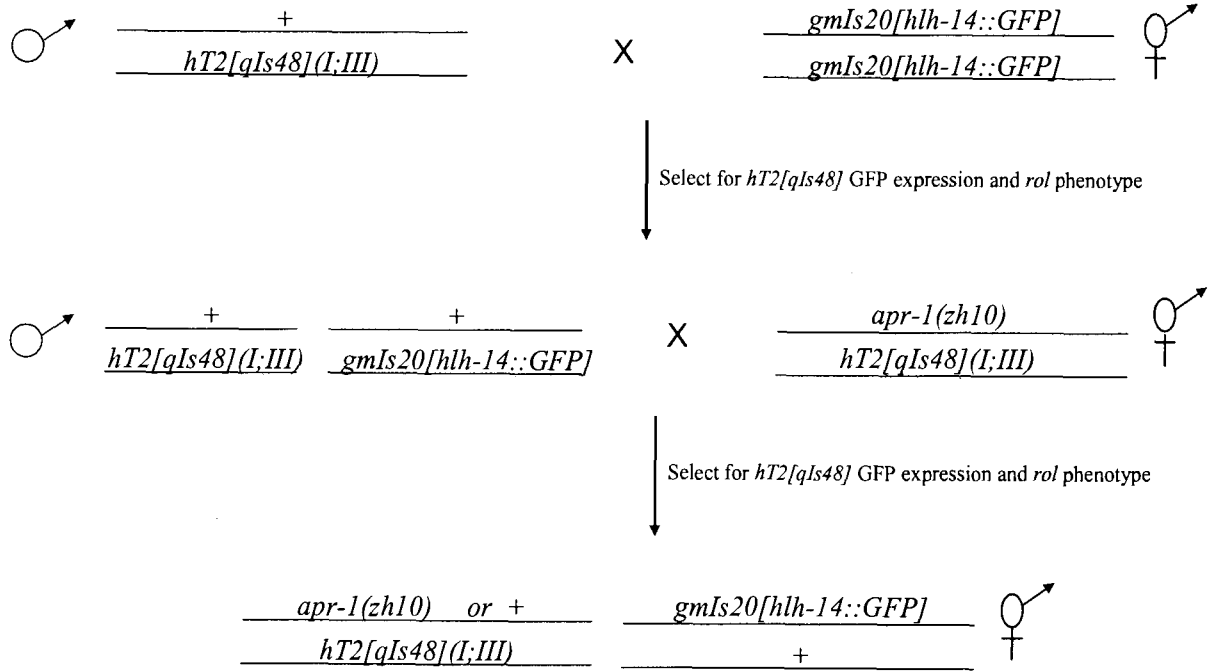 + gmIs20[hlh-14::GFP]
hT2[qIs48](I;III) X gmIs20[hlh-14::GFP]
Select for hT2[qIs48] GFP expression and rol phenotype
+ + apr-1(zh10)
hT2[qIs48](I;III) gmIs20[hlh-14::GFP] X hT2[qIs48](I;III)
Select for hT2[qIs48] GFP expression and rol phenotype
apr-1(zh10) or + gmIs20[hlh-14::GFP]
hT2[qIs48](I;III) +